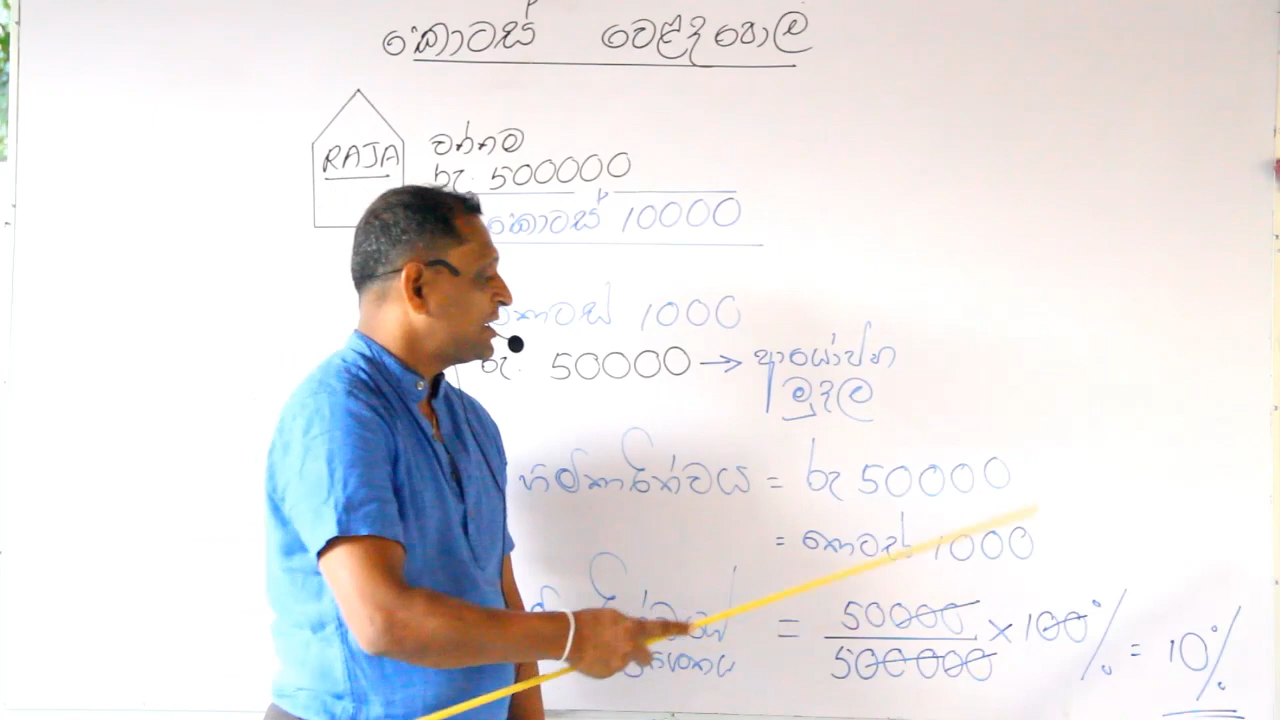 කොටස් වෙළඳපොල
RAJA
වත්කම්
රු. 500000
කොටස් 10000
කොටස් 1000
රු. 50000 → ආයෝජන
මුදල
හිමිකාරීත්වය = රු 50000
= කොටස් 1000
= 50000 / 500000 × 100% = 10%